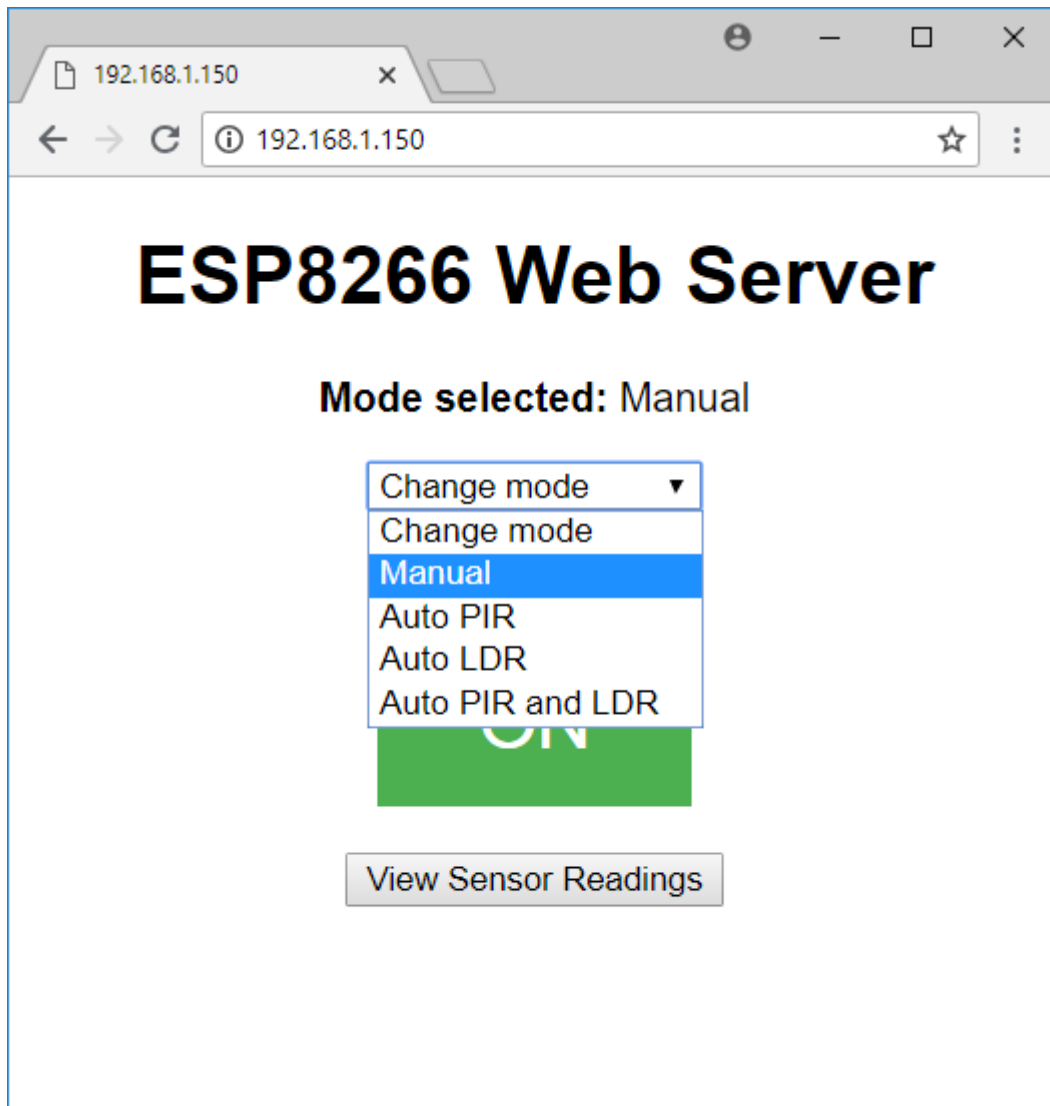 192.168.1.150
192.168.1.150
ESP8266 Web Server
Mode selected: Manual
Change mode
Change mode
Manual
Auto PIR
Auto LDR
Auto PIR and LDR
ON
View Sensor Readings